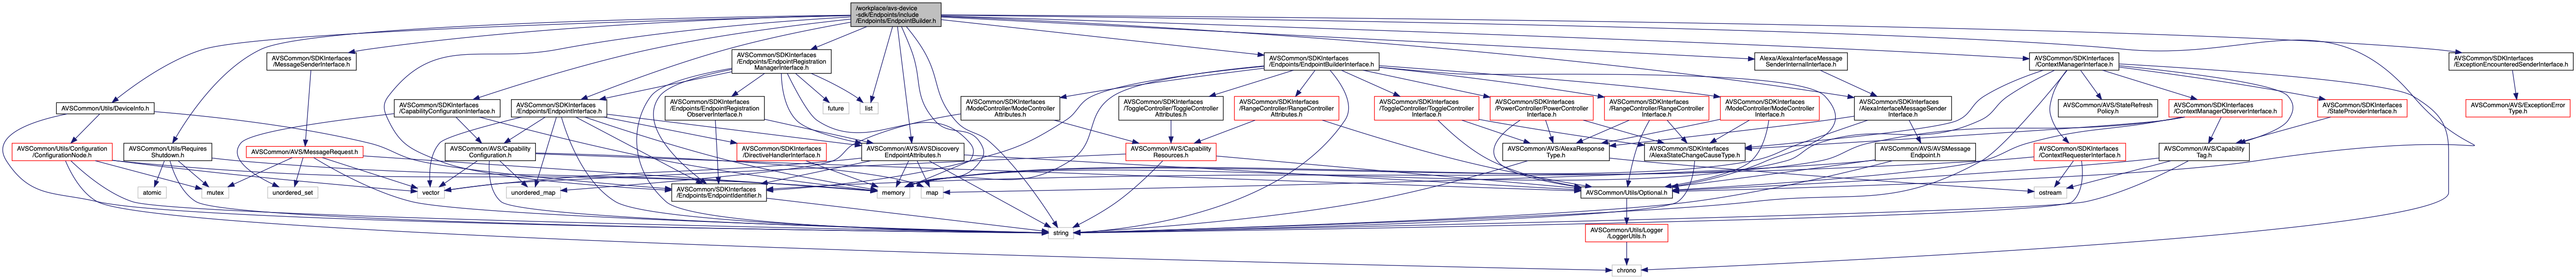 /workplace/avs-device
-sdk/Endpoints/include
/Endpoints/EndpointBuilder.h
AVSCommon/SDKInterfaces
/MessageSenderInterface.h
AVSCommon/SDKInterfaces
/Endpoints/EndpointRegistration
ManagerInterface.h
AVSCommon/SDKInterfaces
/Endpoints/EndpointBuilderInterface.h
Alexa/AlexaInterfaceMessage
SenderInternalInterface.h
AVSCommon/SDKInterfaces
/ContextManagerInterface.h
AVSCommon/SDKInterfaces
/ExceptionEncounteredSenderInterface.h
AVSCommon/Utils/DeviceInfo.h
AVSCommon/SDKInterfaces
/CapabilityConfigurationInterface.h
AVSCommon/SDKInterfaces
/Endpoints/EndpointInterface.h
AVSCommon/SDKInterfaces
/Endpoints/EndpointRegistration
ObserverInterface.h
future
list
AVSCommon/SDKInterfaces
/ModeController/ModeController
Attributes.h
AVSCommon/SDKInterfaces
/ToggleController/ToggleController
Attributes.h
AVSCommon/SDKInterfaces
/RangeController/RangeController
Attributes.h
AVSCommon/SDKInterfaces
/ToggleController/ToggleController
Interface.h
AVSCommon/SDKInterfaces
/PowerController/PowerController
Interface.h
AVSCommon/SDKInterfaces
/RangeController/RangeController
Interface.h
AVSCommon/SDKInterfaces
/ModeController/ModeController
Interface.h
AVSCommon/SDKInterfaces
/AlexaInterfaceMessageSender
Interface.h
AVSCommon/AVS/StateRefresh
Policy.h
AVSCommon/SDKInterfaces
/ContextManagerObserverInterface.h
AVSCommon/SDKInterfaces
/StateProviderInterface.h
AVSCommon/AVS/ExceptionError
Type.h
AVSCommon/Utils/Configuration
/ConfigurationNode.h
AVSCommon/Utils/Requires
Shutdown.h
AVSCommon/AVS/MessageRequest.h
AVSCommon/AVS/Capability
Configuration.h
AVSCommon/SDKInterfaces
/DirectiveHandlerInterface.h
AVSCommon/AVS/AVSDiscovery
EndpointAttributes.h
AVSCommon/AVS/Capability
Resources.h
AVSCommon/AVS/AlexaResponse
Type.h
AVSCommon/SDKInterfaces
/AlexaStateChangeCauseType.h
AVSCommon/AVS/AVSMessage
Endpoint.h
AVSCommon/SDKInterfaces
/ContextRequesterInterface.h
AVSCommon/AVS/Capability
Tag.h
atomic
mutex
unordered_set
vector
unordered_map
AVSCommon/SDKInterfaces
/Endpoints/EndpointIdentifier.h
memory
map
AVSCommon/Utils/Optional.h
ostream
string
AVSCommon/Utils/Logger
/LoggerUtils.h
chrono